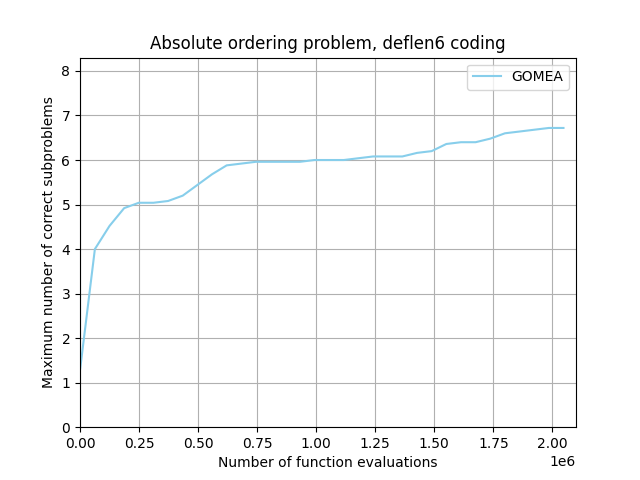 Absolute ordering problem, deflen6 coding
GOMEA
Maximum number of correct subproblems
8
7
6
5
4
3
2
1
0
0.00 0.25 0.50 0.75 1.00 1.25 1.50 1.75 2.00
1e6
Number of function evaluations